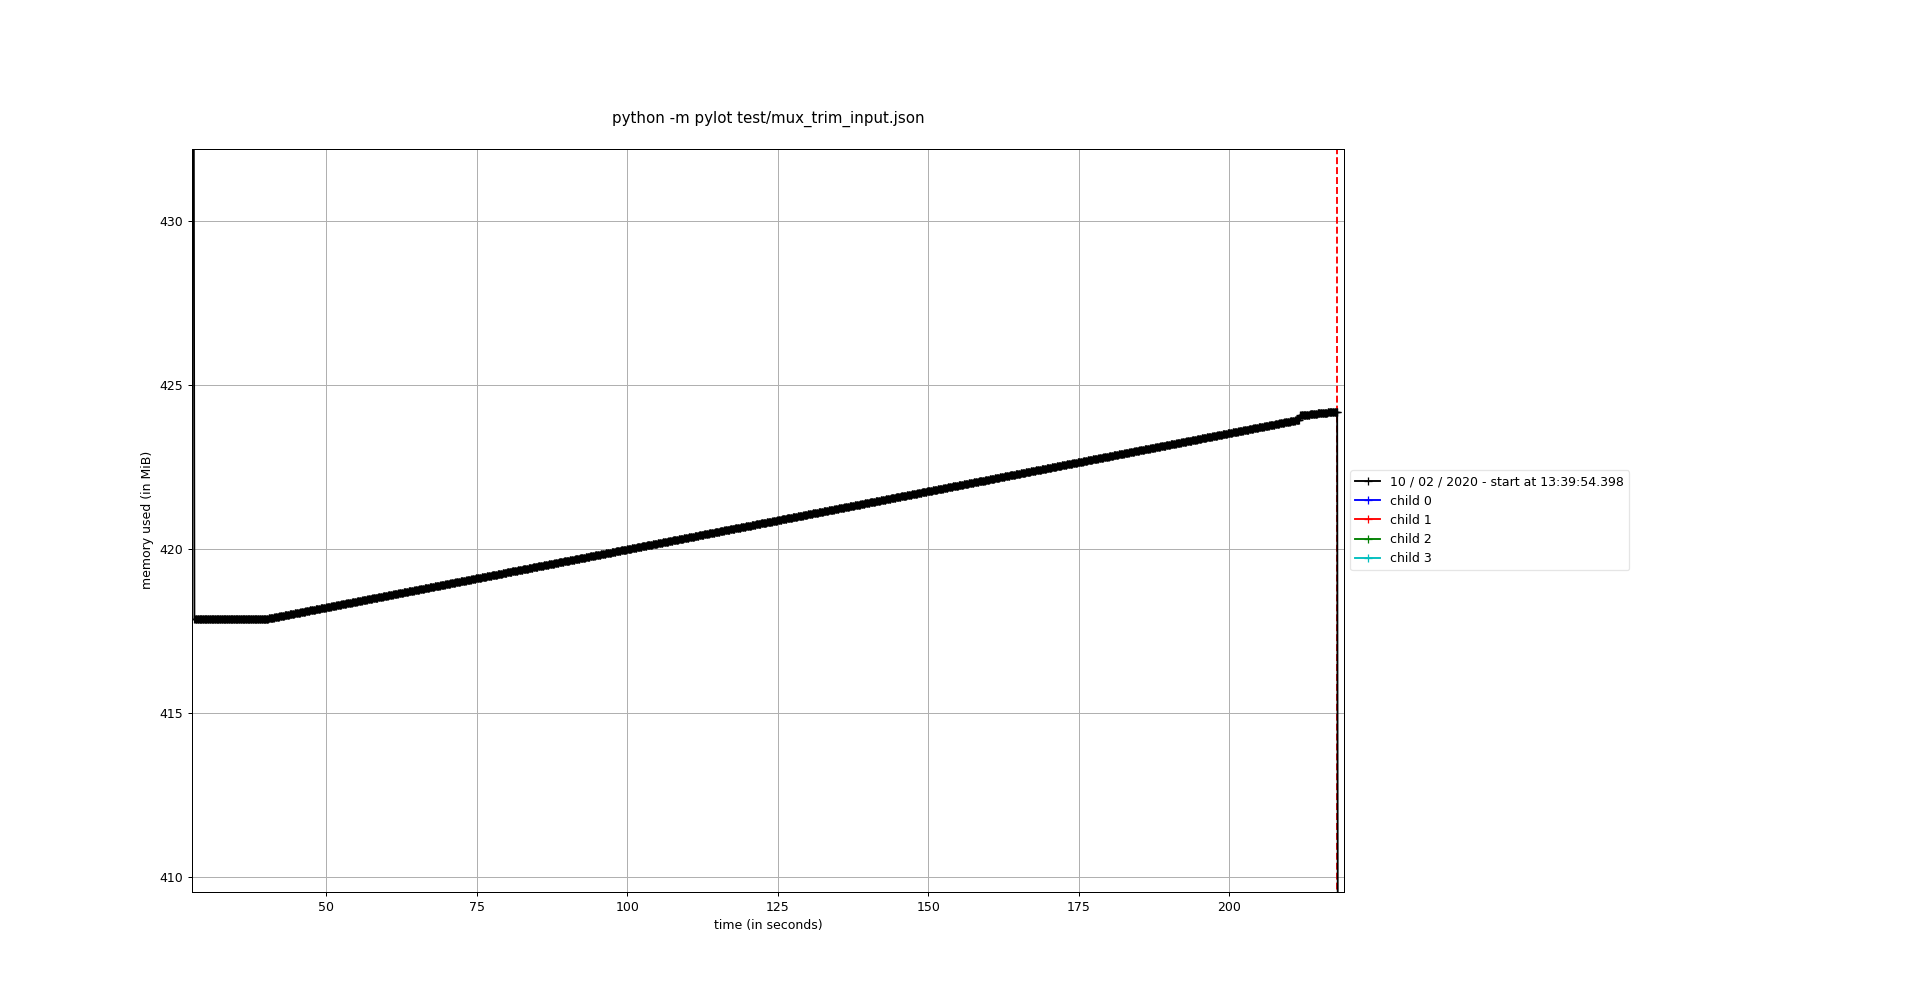 python -m pylot test/mux_trim_input.json
430
425
420
415
410
memory used (in MiB)
50 75 100 125 150 175 200
time (in seconds)
10 / 02 / 2020 - start at 13:39:54.398
child 0
child 1
child 2
child 3